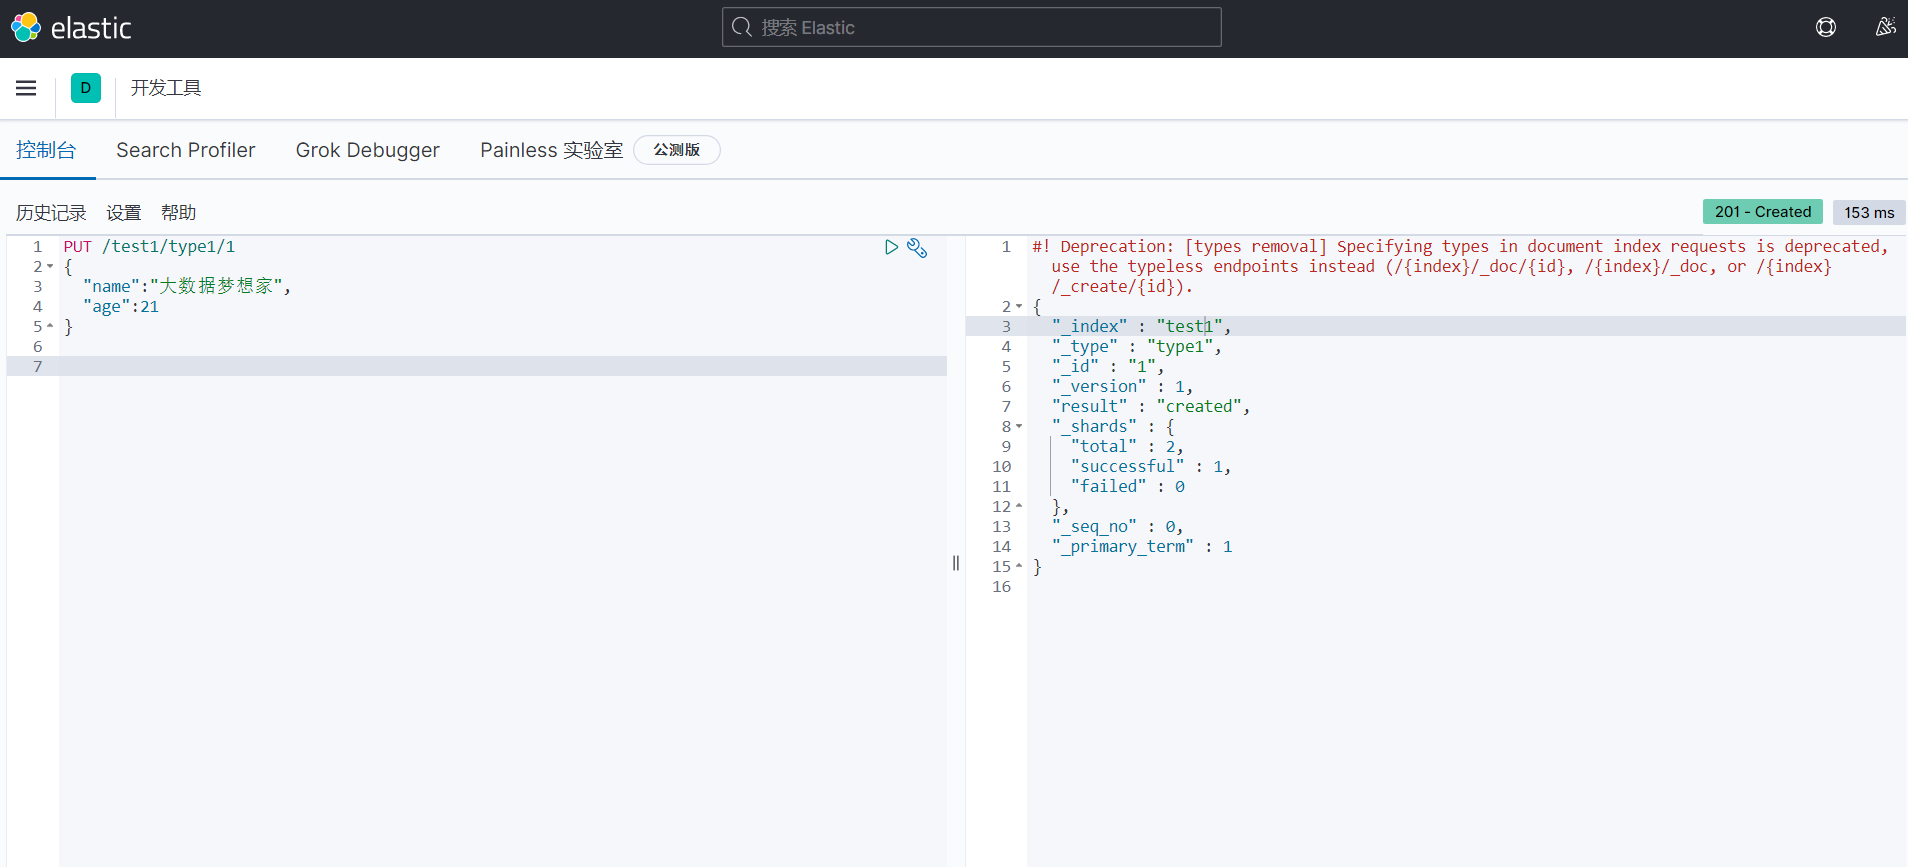 elastic
搜索 Elastic
D
开发工具
控制台
Search Profiler
Grok Debugger
Painless 实验室
公测版
历史记录
设置
帮助
201 - Created
153 ms
1 PUT /test1/type1/1
2 {
3 "name":"大数据梦想家",
4 "age":21
5 }
6
7
1 #! Deprecation: [types removal] Specifying types in document index requests is deprecated,
use the typeless endpoints instead (/{index}/_doc/{id}, /{index}/_doc, or /{index}
/_create/{id}).
2 {
3 "_index" : "test1",
4 "_type" : "type1",
5 "_id" : "1",
6 "_version" : 1,
7 "result" : "created",
8 "_shards" : {
9 "total" : 2,
10 "successful" : 1,
11 "failed" : 0
12 },
13 "_seq_no" : 0,
14 "_primary_term" : 1
15 }
16